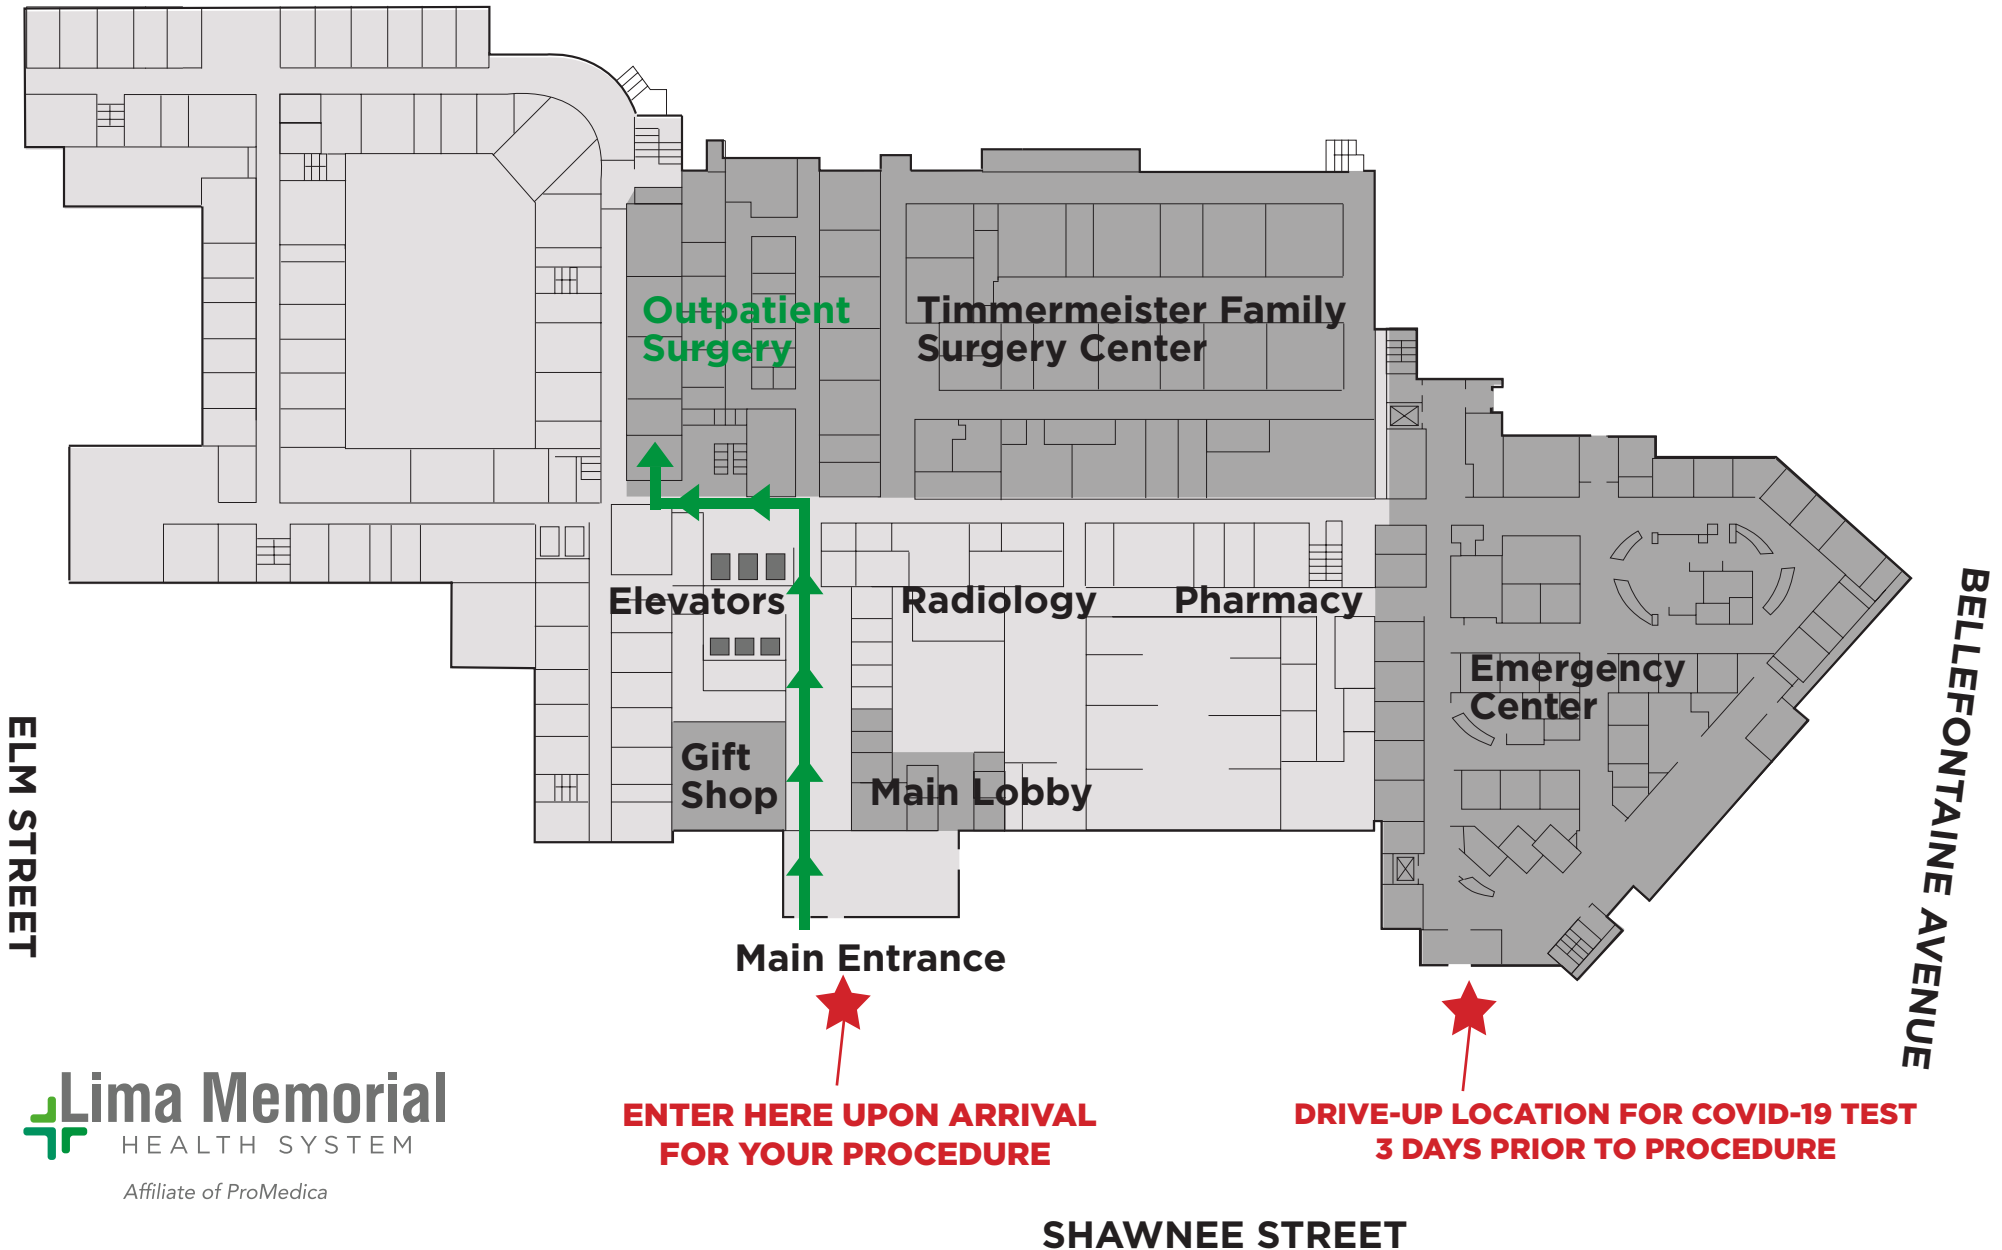 Outpatient
Surgery
Timmermeister Family
Surgery Center
Elevators
Radiology
Pharmacy
Emergency
Center
Gift
Shop
Main Lobby
Main Entrance
ELM STREET
BELLEFONTAINE AVENUE
ENTER HERE UPON ARRIVAL
FOR YOUR PROCEDURE
DRIVE-UP LOCATION FOR COVID-19 TEST
3 DAYS PRIOR TO PROCEDURE
Lima Memorial
HEALTH SYSTEM
Affiliate of ProMedica
SHAWNEE STREET